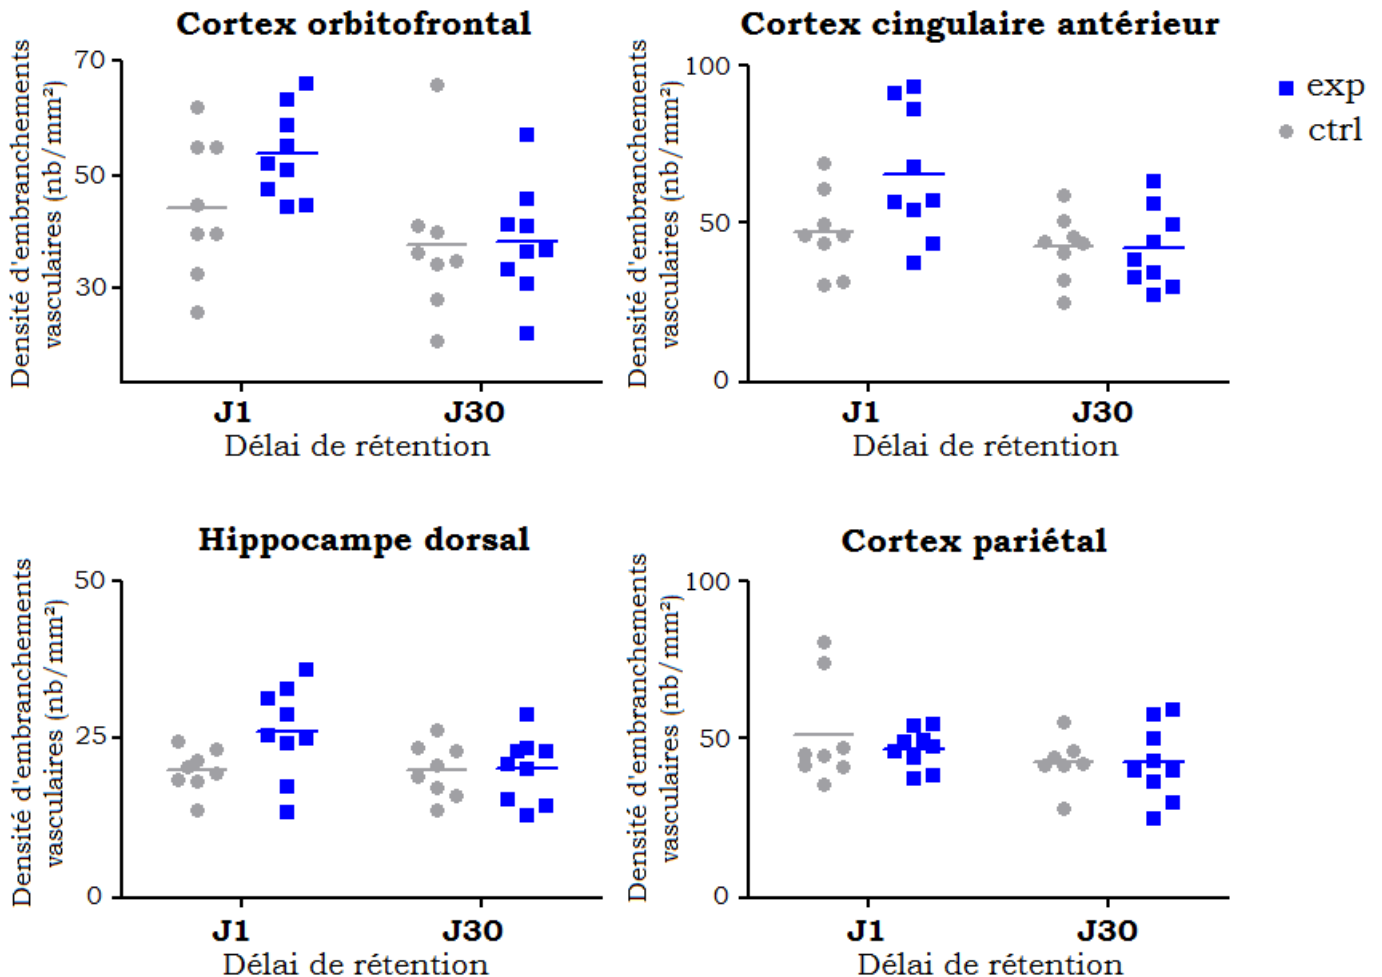 Cortex orbitofrontal
Densité d'embranchements
vasculaires (nb/mm²)
70
50
30
J1
J30
Délai de rétention
Cortex cingulaire antérieur
Densité d'embranchements
vasculaires (nb/mm²)
100
50
0
J1
J30
Délai de rétention
exp
ctrl
Hippocampe dorsal
Densité d'embranchements
vasculaires (nb/mm²)
50
25
0
J1
J30
Délai de rétention
Cortex pariétal
Densité d'embranchements
vasculaires (nb/mm²)
100
50
0
J1
J30
Délai de rétention